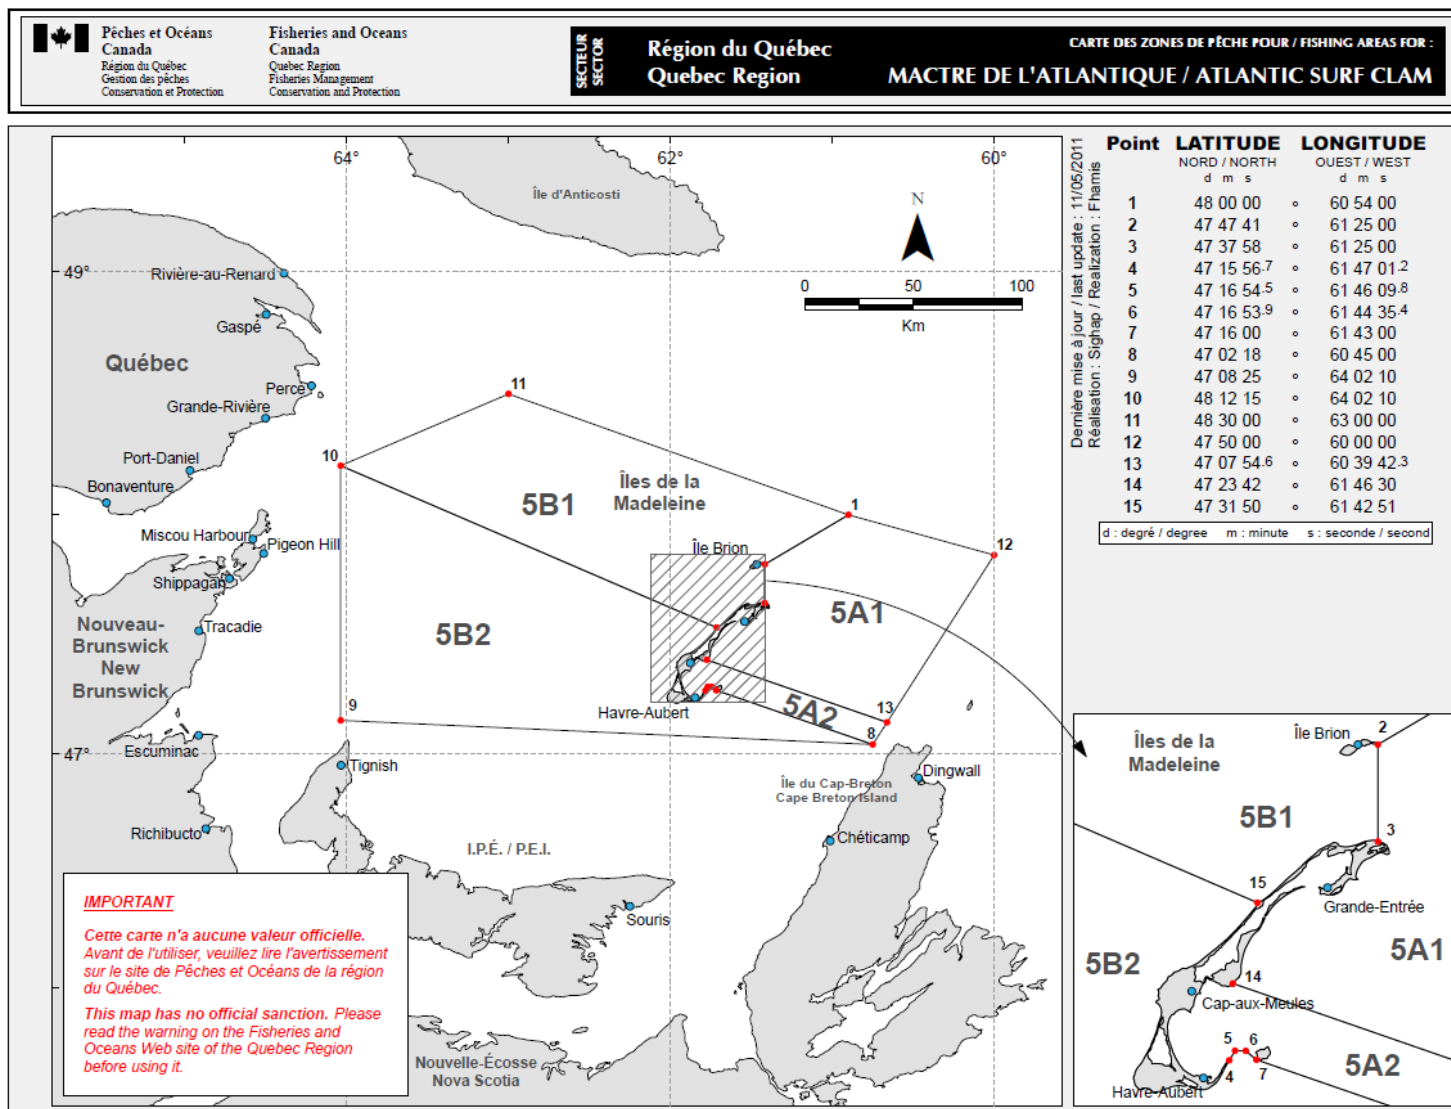 Pêches et Océans
Canada
Région du Québec
Gestion des pêches
Conservation et Protection
Fisheries and Oceans
Canada
Quebec Region
Fisheries Management
Conservation and Protection
SECTEUR
SECTOR
Région du Québec
Quebec Region
CARTE DES ZONES DE PÊCHE POUR / FISHING AREAS FOR :
MACTRE DE L'ATLANTIQUE / ATLANTIC SURF CLAM
64°
62°
60°
49°
47°
Île d'Anticosti
N
0 50 100
Km
Rivière-au-Renard
Gaspé
Québec
Percé
Grande-Rivière
Port-Daniel
Bonaventure
Miscou Harbour
Pigeon Hill
Shippagan
Nouveau-
Brunswick
New
Brunswick
Tracadie
Escuminac
Tignish
Richibucto
I.P.É. / P.E.I.
Souris
Nouvelle-Écosse
Nova Scotia
11
10
5B1
Îles de la
Madeleine
1
12
Île Brion
5A1
5B2
9
Havre-Aubert
5A2
13
8
Île du Cap-Breton
Cape Breton Island
Dingwall
Chéticamp
IMPORTANT
Cette carte n'a aucune valeur officielle.
Avant de l'utiliser, veuillez lire l'avertissement
sur le site de Pêches et Océans de la région
du Québec.
This map has no official sanction. Please
read the warning on the Fisheries and
Oceans Web site of the Quebec Region
before using it.
Dernière mise à jour / last update : 11/05/2011
Réalisation : Sighap / Realization : Fhamis
Point LATITUDE LONGITUDE
NORD / NORTH OUEST / WEST
d m s d m s
1 48 00 00 ° 60 54 00
2 47 47 41 ° 61 25 00
3 47 37 58 ° 61 25 00
4 47 15 56.7 ° 61 47 01.2
5 47 16 54.5 ° 61 46 09.8
6 47 16 53.9 ° 61 44 35.4
7 47 16 00 ° 61 43 00
8 47 02 18 ° 60 45 00
9 47 08 25 ° 64 02 10
10 48 12 15 ° 64 02 10
11 48 30 00 ° 63 00 00
12 47 50 00 ° 60 00 00
13 47 07 54.6 ° 60 39 42.3
14 47 23 42 ° 61 46 30
15 47 31 50 ° 61 42 51
d : degré / degree m : minute s : seconde / second
Îles de la
Madeleine
Île Brion
2
5B1
3
15
Grande-Entrée
5A1
5B2
14
Cap-aux-Meules
5 6
4 7
5A2
Havre-Aubert